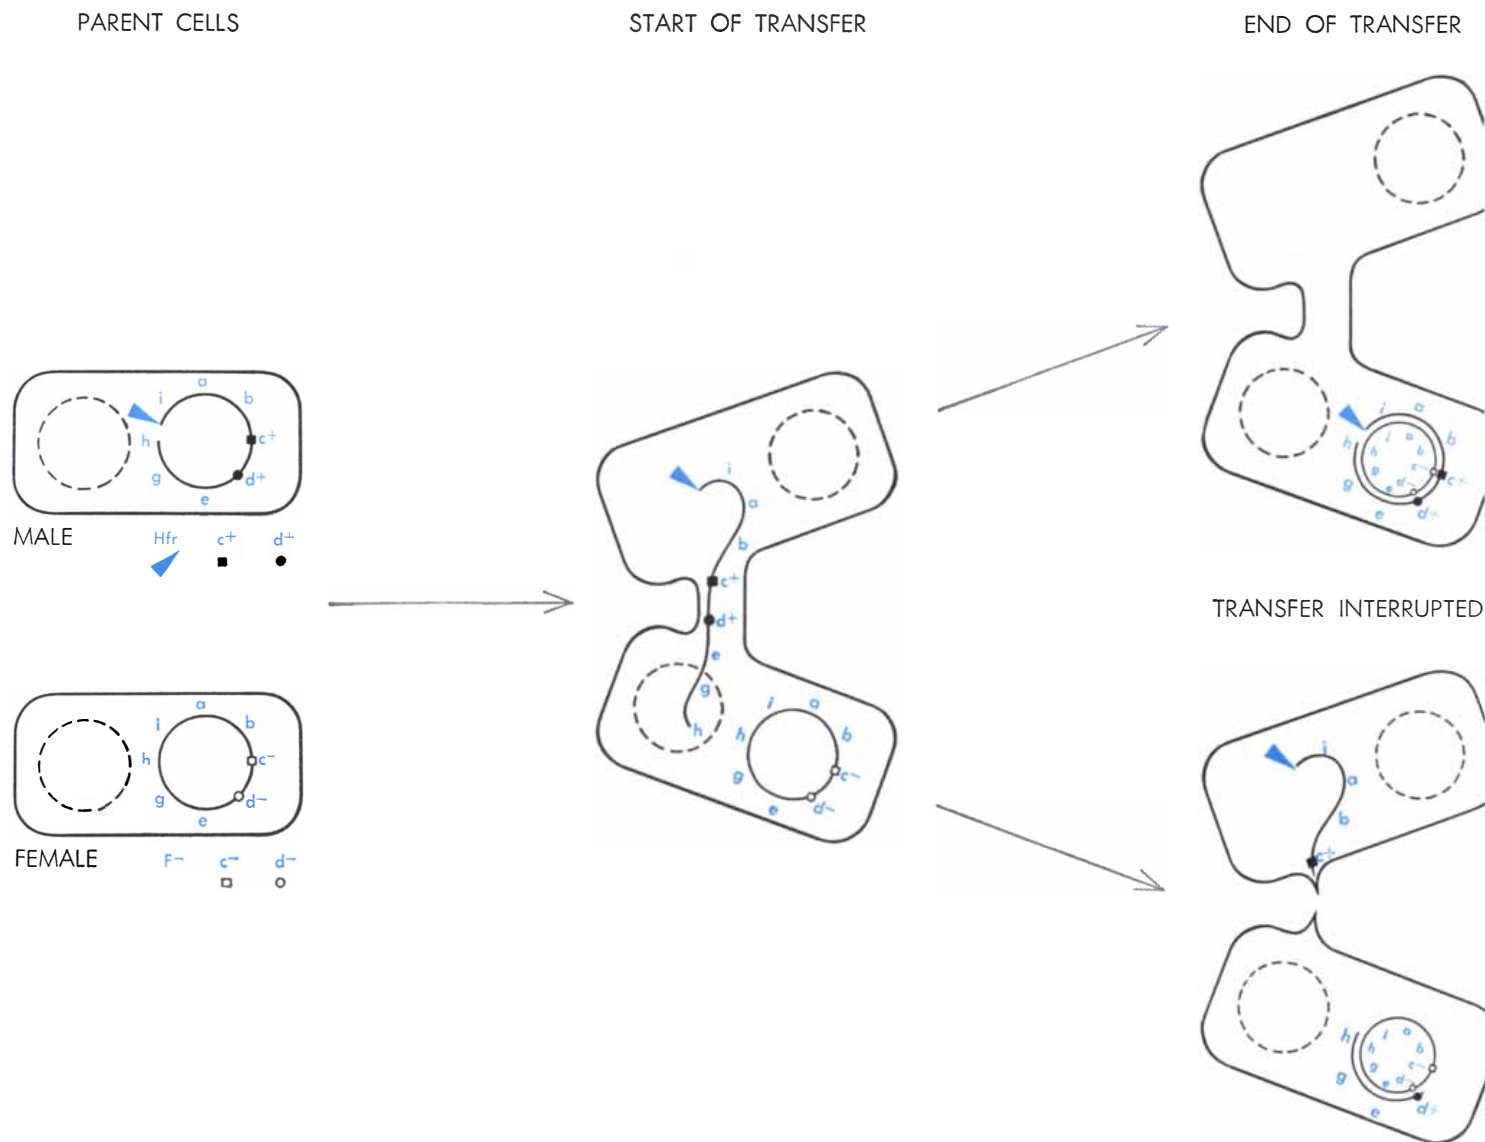 PARENT CELLS
START OF TRANSFER
END OF TRANSFER
a
i
b
h
c+
g
d+
e
MALE
Hfr
c+
d+
a
i
b
h
c−
g
d−
e
FEMALE
F−
c−
d−
i
a
b
c+
d+
e
g
h
i
a
h
b
g
c−
e
d−
i
a
h
b
g
c+
e
d+
i
a
h
b
g
c−
e
d−
TRANSFER INTERRUPTED
i
a
b
c+
h
g
e
d+
i
a
h
b
g
c−
e
d−